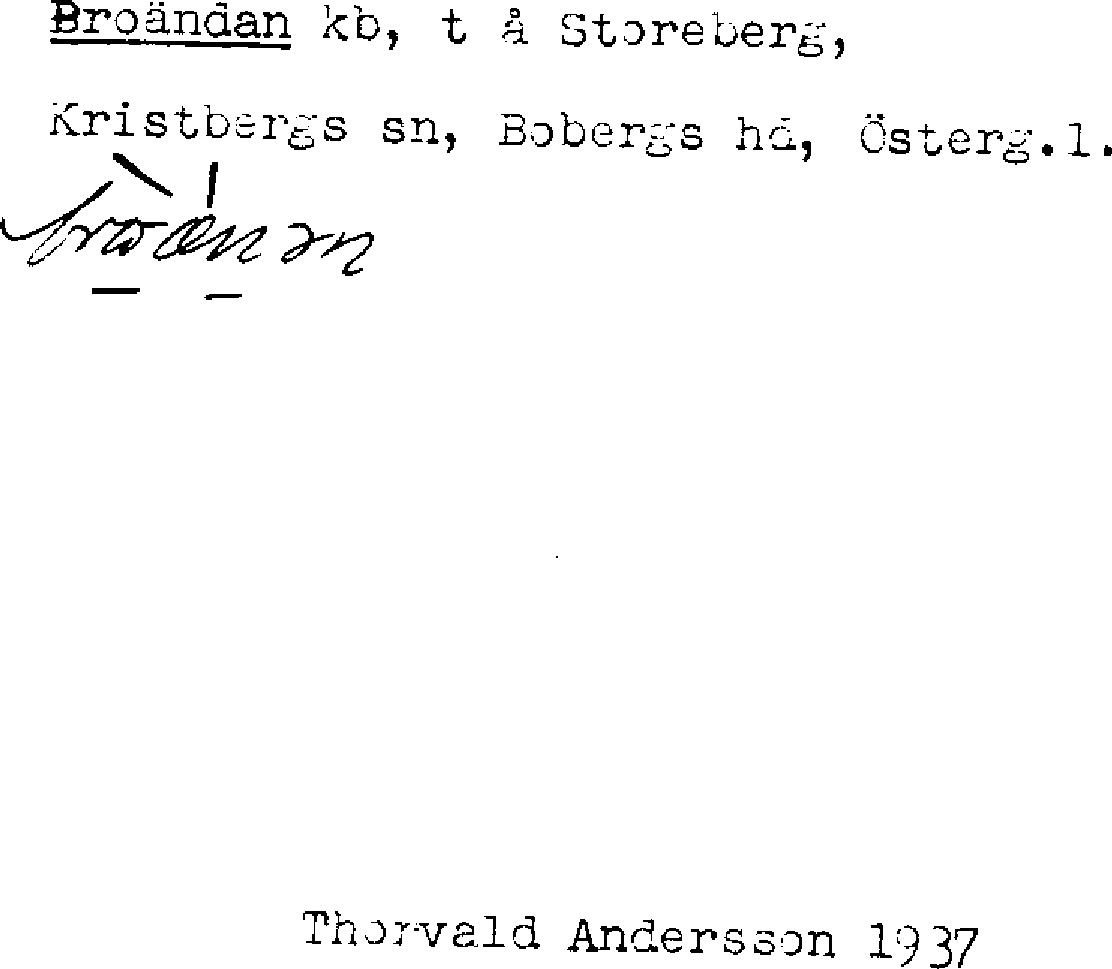 Broändan kb, t å Storeberg,
Kristbergs sn, Bobergs hd, Österg.l.
Thorvald Andersson 1937